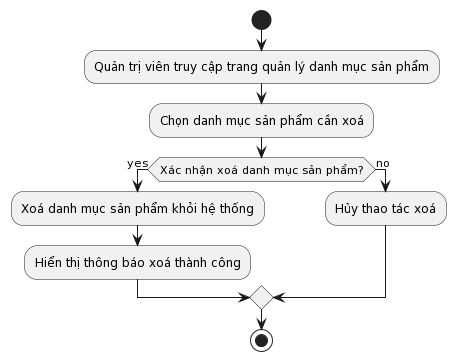 Quản trị viên truy cập trang quản lý danh mục sản phẩm
Chọn danh mục sản phẩm cần xoá
Xác nhận xoá danh mục sản phẩm?
yes
no
Xoá danh mục sản phẩm khỏi hệ thống
Hủy thao tác xoá
Hiển thị thông báo xoá thành công